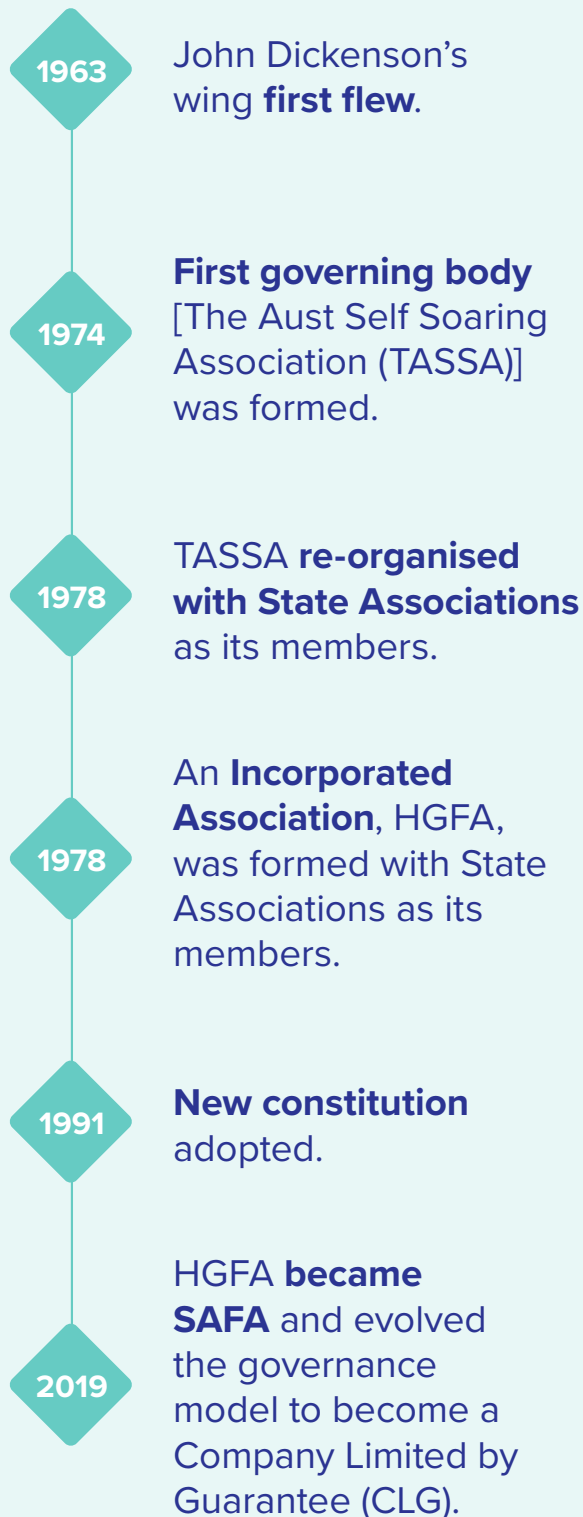 1963
John Dickenson’s
wing first flew.
1974
First governing body
[The Aust Self Soaring
Association (TASSA)]
was formed.
1978
TASSA re-organised
with State Associations
as its members.
1978
An Incorporated
Association, HGFA,
was formed with State
Associations as its
members.
1991
New constitution
adopted.
2019
HGFA became
SAFA and evolved
the governance
model to become a
Company Limited by
Guarantee (CLG).